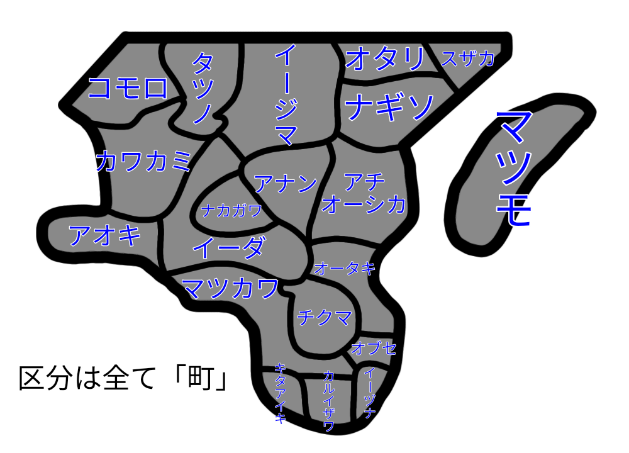 コモロ
タツノ
イージマ
オタリ
スザカ
ナギソ
マツモ
カワカミ
アナン
アチ
オーシカ
ナカガワ
アオキ
イーダ
オータキ
マツカワ
チクマ
オブセ
キタアイキ
カルイザワ
イーヅナ
区分は全て「町」